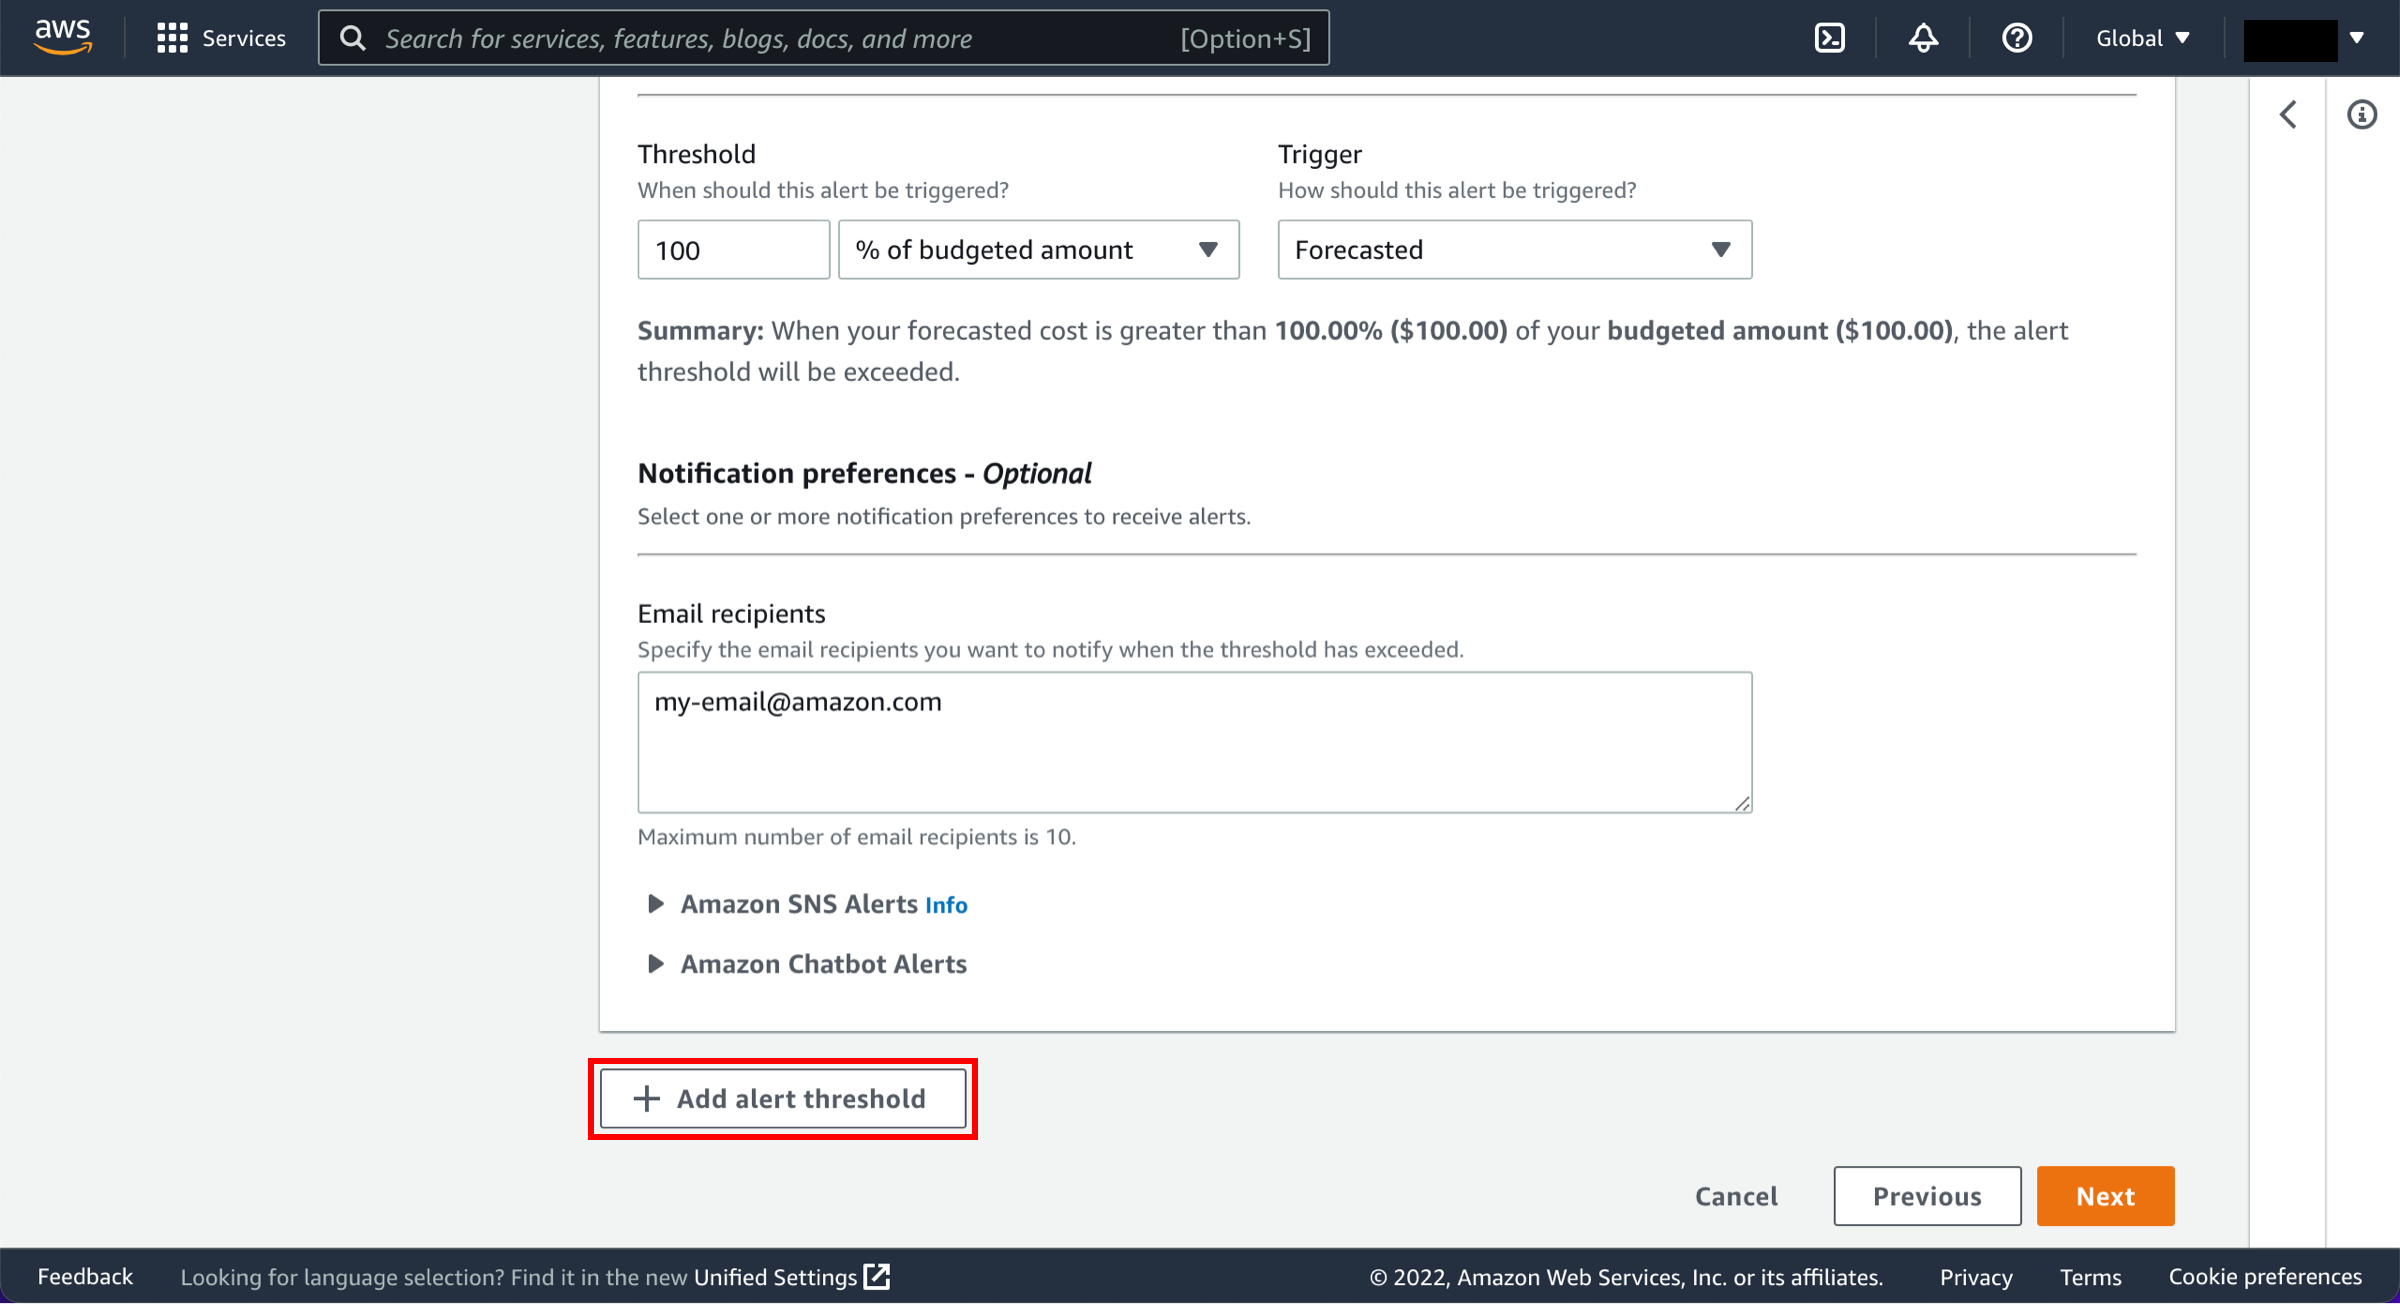 aws
Services
Search for services, features, blogs, docs, and more [Option+S]
Global
Threshold
When should this alert be triggered?
100
% of budgeted amount
Trigger
How should this alert be triggered?
Forecasted
Summary: When your forecasted cost is greater than 100.00% ($100.00) of your budgeted amount ($100.00), the alert
threshold will be exceeded.
Notification preferences - Optional
Select one or more notification preferences to receive alerts.
Email recipients
Specify the email recipients you want to notify when the threshold has exceeded.
my-email@amazon.com
Maximum number of email recipients is 10.
Amazon SNS Alerts Info
Amazon Chatbot Alerts
Add alert threshold
Cancel
Previous
Next
Feedback
Looking for language selection? Find it in the new Unified Settings
© 2022, Amazon Web Services, Inc. or its affiliates.
Privacy
Terms
Cookie preferences